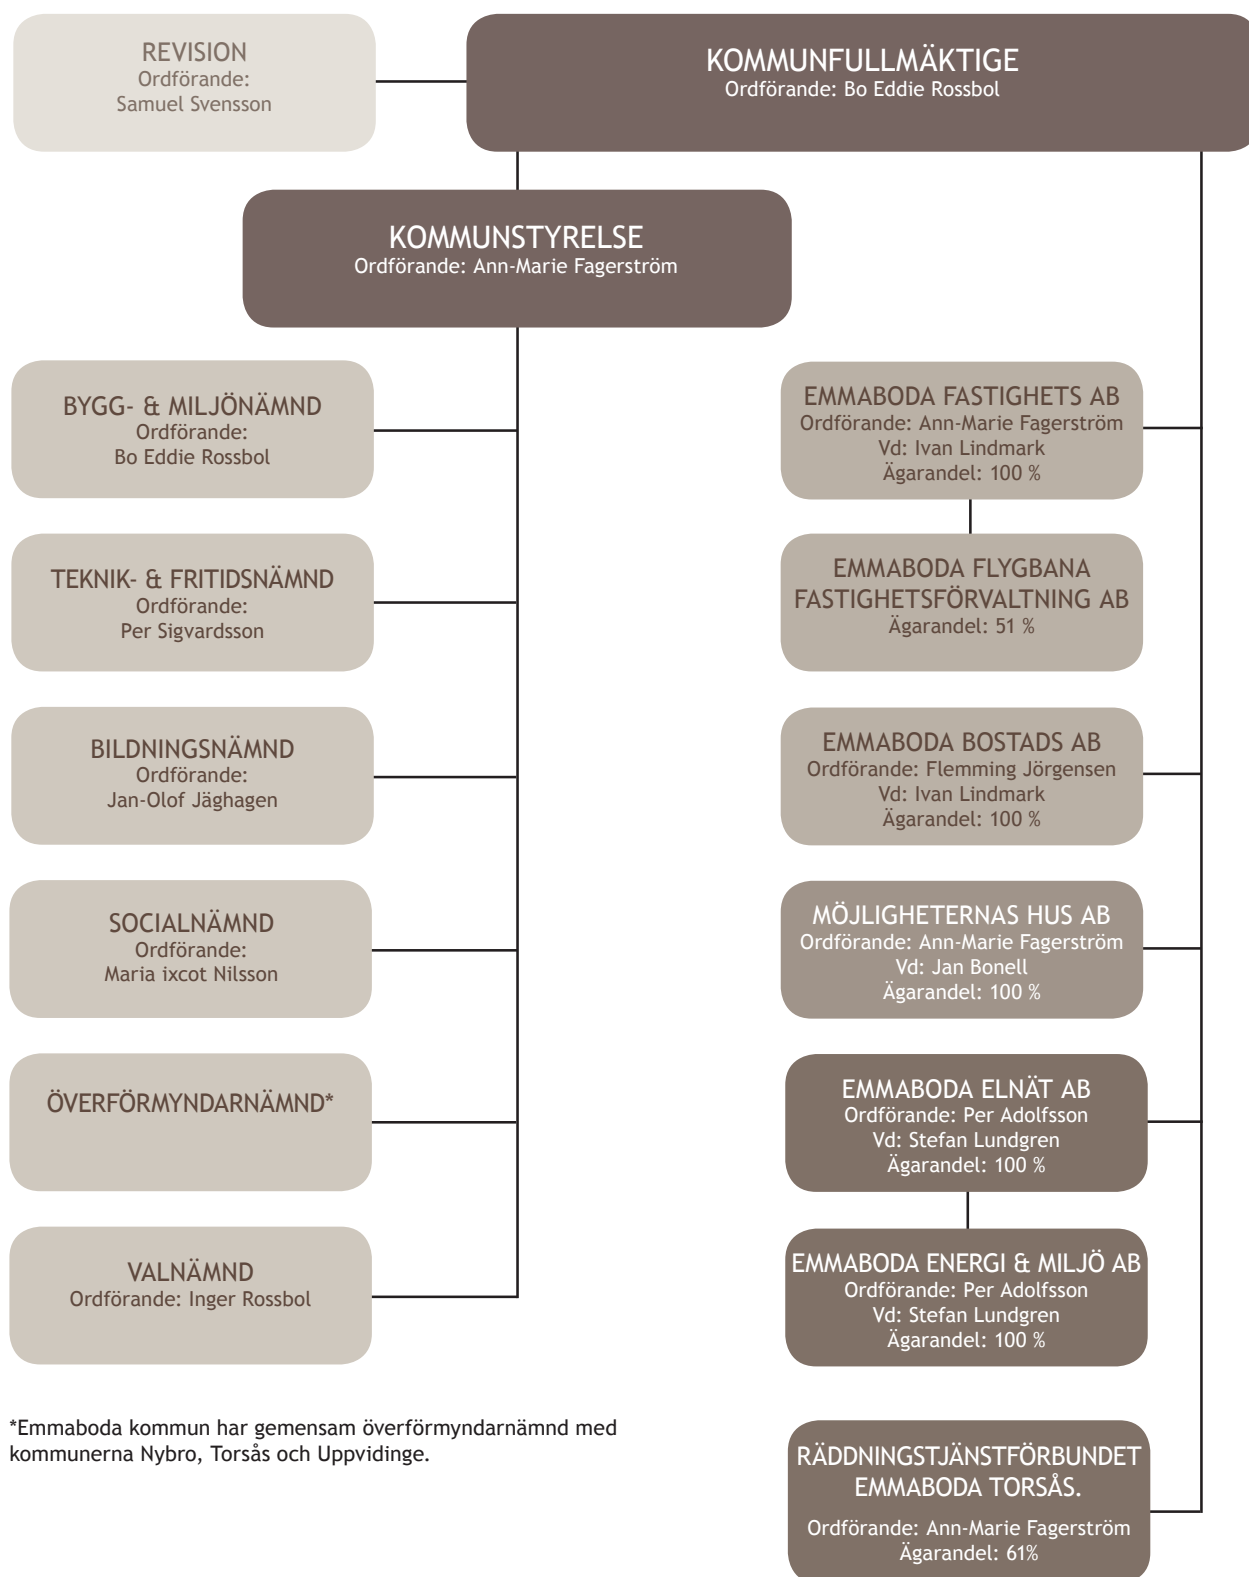 REVISION
Ordförande:
Samuel Svensson
KOMMUNFULLMÄKTIGE
Ordförande: Bo Eddie Rossbol
KOMMUNSTYRELSE
Ordförande: Ann-Marie Fagerström
BYGG- & MILJÖNÄMND
Ordförande:
Bo Eddie Rossbol
TEKNIK- & FRITIDSNÄMND
Ordförande:
Per Sigvardsson
BILDNINGSNÄMND
Ordförande:
Jan-Olof Jäghagen
SOCIALNÄMND
Ordförande:
Maria ixcot Nilsson
ÖVERFÖRMYNDARNÄMND*
VALNÄMND
Ordförande: Inger Rossbol
*Emmaboda kommun har gemensam överförmyndarnämnd med
kommunerna Nybro, Torsås och Uppvidinge.
EMMABODA FASTIGHETS AB
Ordförande: Ann-Marie Fagerström
Vd: Ivan Lindmark
Ägarandel: 100 %
EMMABODA FLYGBANA
FASTIGHETSFÖRVALTNING AB
Ägarandel: 51 %
EMMABODA BOSTADS AB
Ordförande: Flemming Jörgensen
Vd: Ivan Lindmark
Ägarandel: 100 %
MÖJLIGHETERNAS HUS AB
Ordförande: Ann-Marie Fagerström
Vd: Jan Bonell
Ägarandel: 100 %
EMMABODA ELNÄT AB
Ordförande: Per Adolfsson
Vd: Stefan Lundgren
Ägarandel: 100 %
EMMABODA ENERGI & MILJÖ AB
Ordförande: Per Adolfsson
Vd: Stefan Lundgren
Ägarandel: 100 %
RÄDDNINGSTJÄNSTFÖRBUNDET
EMMABODA TORSÅS.
Ordförande: Ann-Marie Fagerström
Ägarandel: 61%